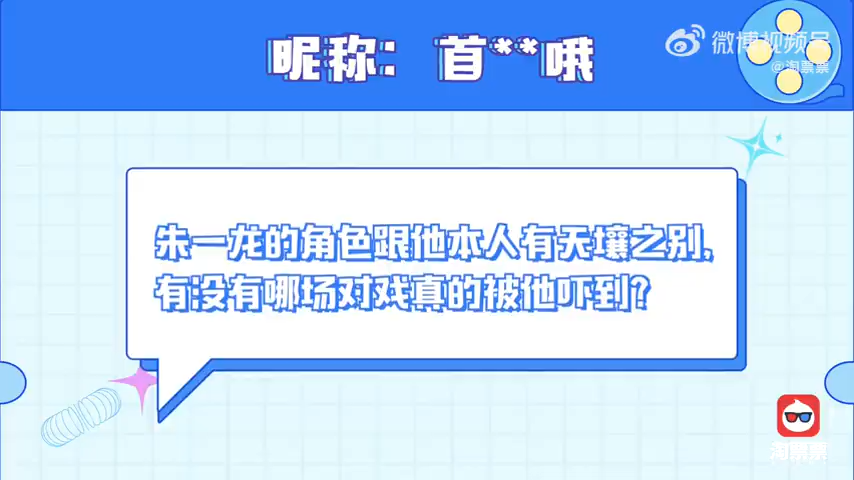 昵称：首**哦
微博视频号
@淘票票
朱一龙的角色跟他本人有天壤之别，
有没有哪场对戏真的被他吓到？
淘票票